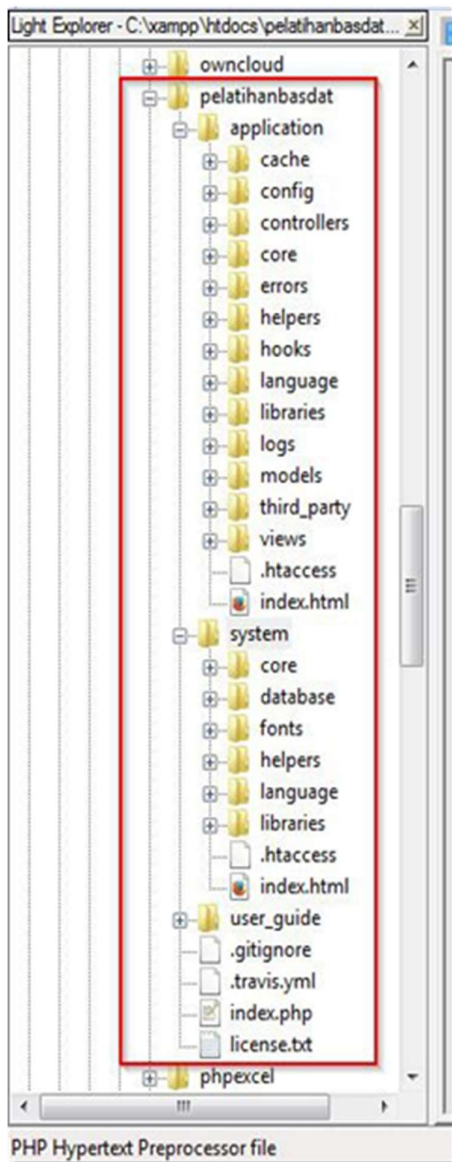 Light Explorer - C:\xampp\htdocs\pelatihanbasdat...
owncloud
pelatihanbasdat
application
cache
config
controllers
core
errors
helpers
hooks
language
libraries
logs
models
third_party
views
.htaccess
index.html
system
core
database
fonts
helpers
language
libraries
.htaccess
index.html
user_guide
.gitignore
.travis.yml
index.php
license.txt
phpexcel
PHP Hypertext Preprocessor file